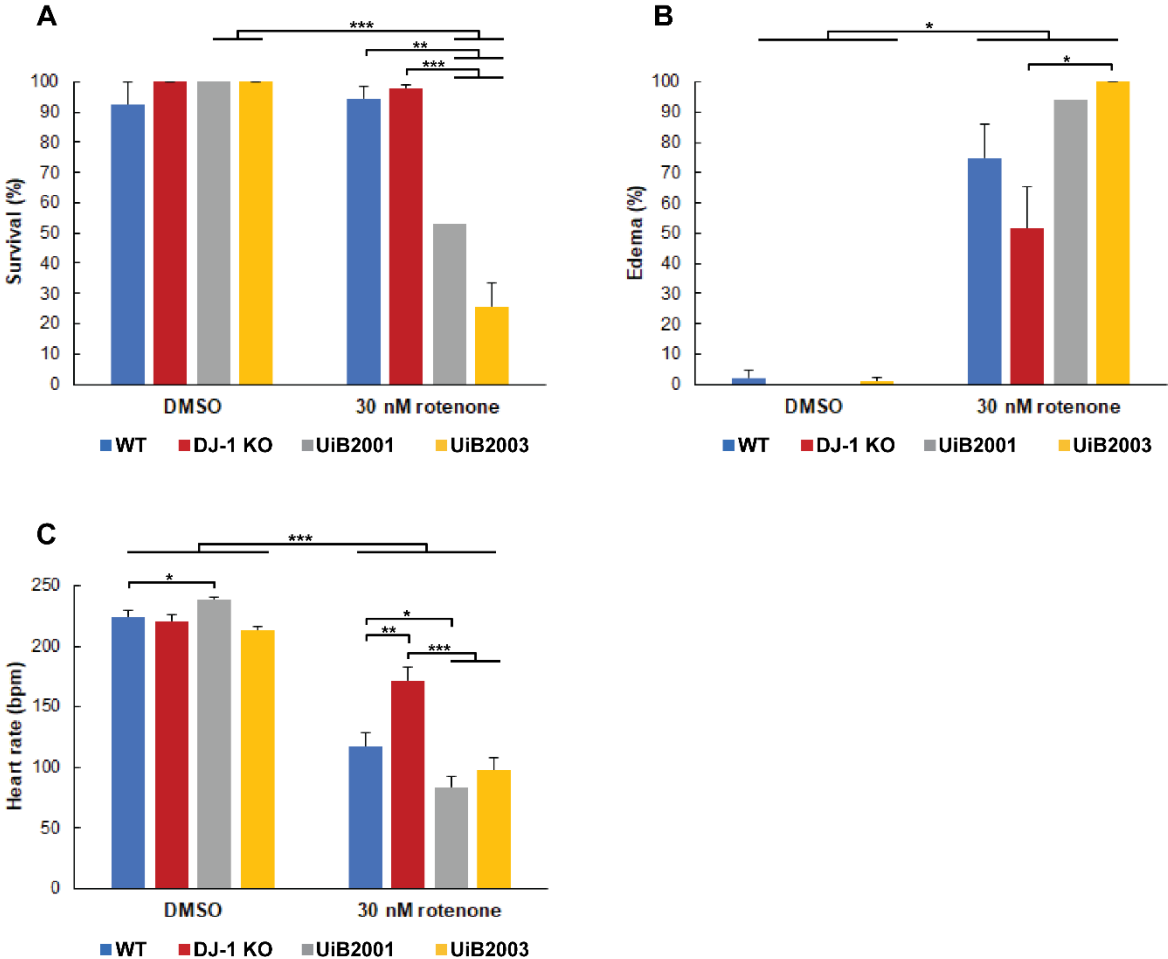 A
***
**
***
Survival (%)
100
90
80
70
60
50
40
30
20
10
0
DMSO
30 nM rotenone
WT
DJ-1 KO
UiB2001
UiB2003
B
*
*
Edema (%)
100
90
80
70
60
50
40
30
20
10
0
DMSO
30 nM rotenone
WT
DJ-1 KO
UiB2001
UiB2003
C
***
*
*
**
***
Heart rate (bpm)
250
200
150
100
50
0
DMSO
30 nM rotenone
WT
DJ-1 KO
UiB2001
UiB2003